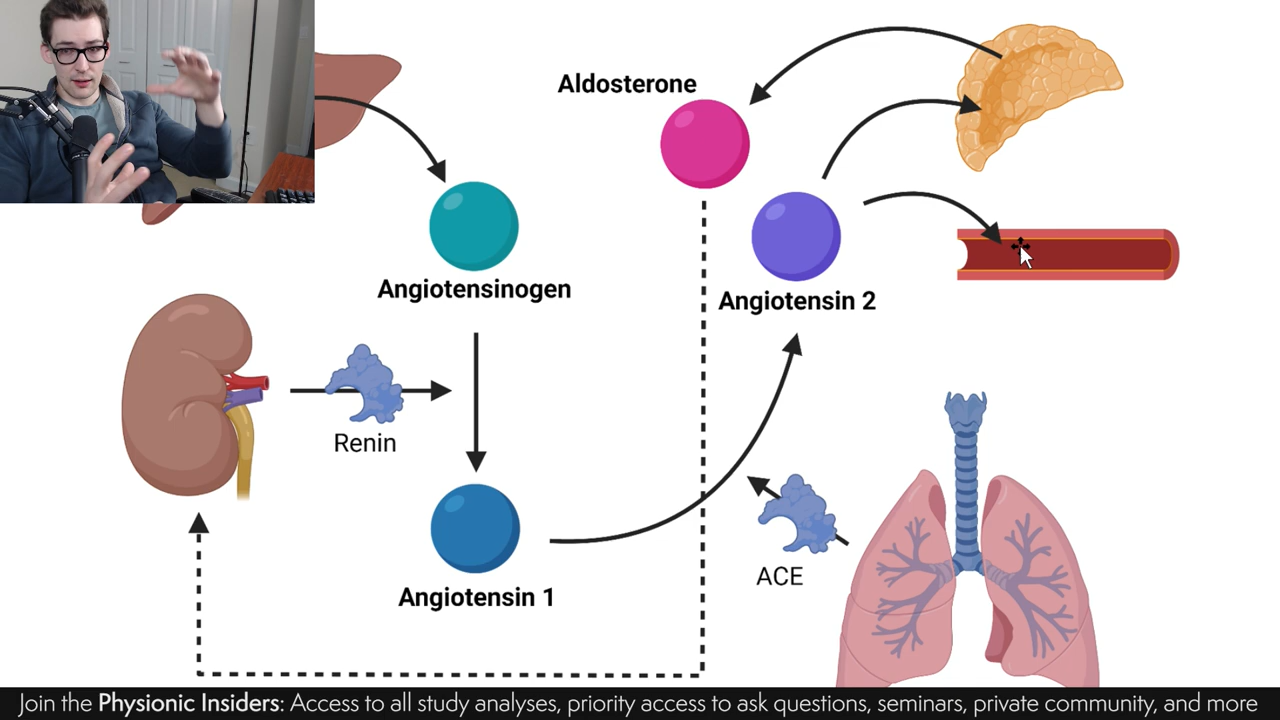 Aldosterone
Angiotensinogen
Angiotensin 2
Renin
ACE
Angiotensin 1
Join the Physionic Insiders: Access to all study analyses, priority access to ask questions, seminars, private community, and more